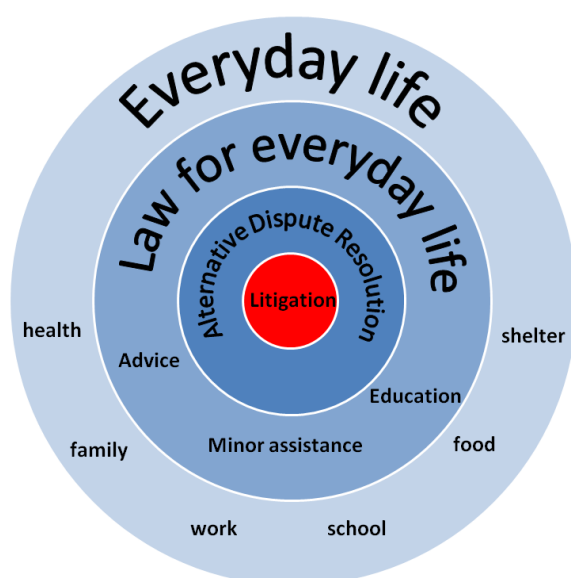 Everyday life
Law for everyday life
Alternative Dispute Resolution
Litigation
health
shelter
Advice
Education
family
Minor assistance
food
work
school